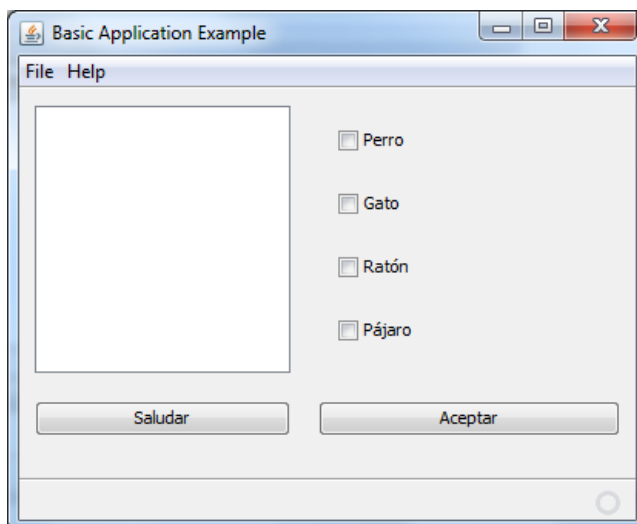 Basic Application Example
File Help
Perro
Gato
Ratón
Pájaro
Saludar
Aceptar